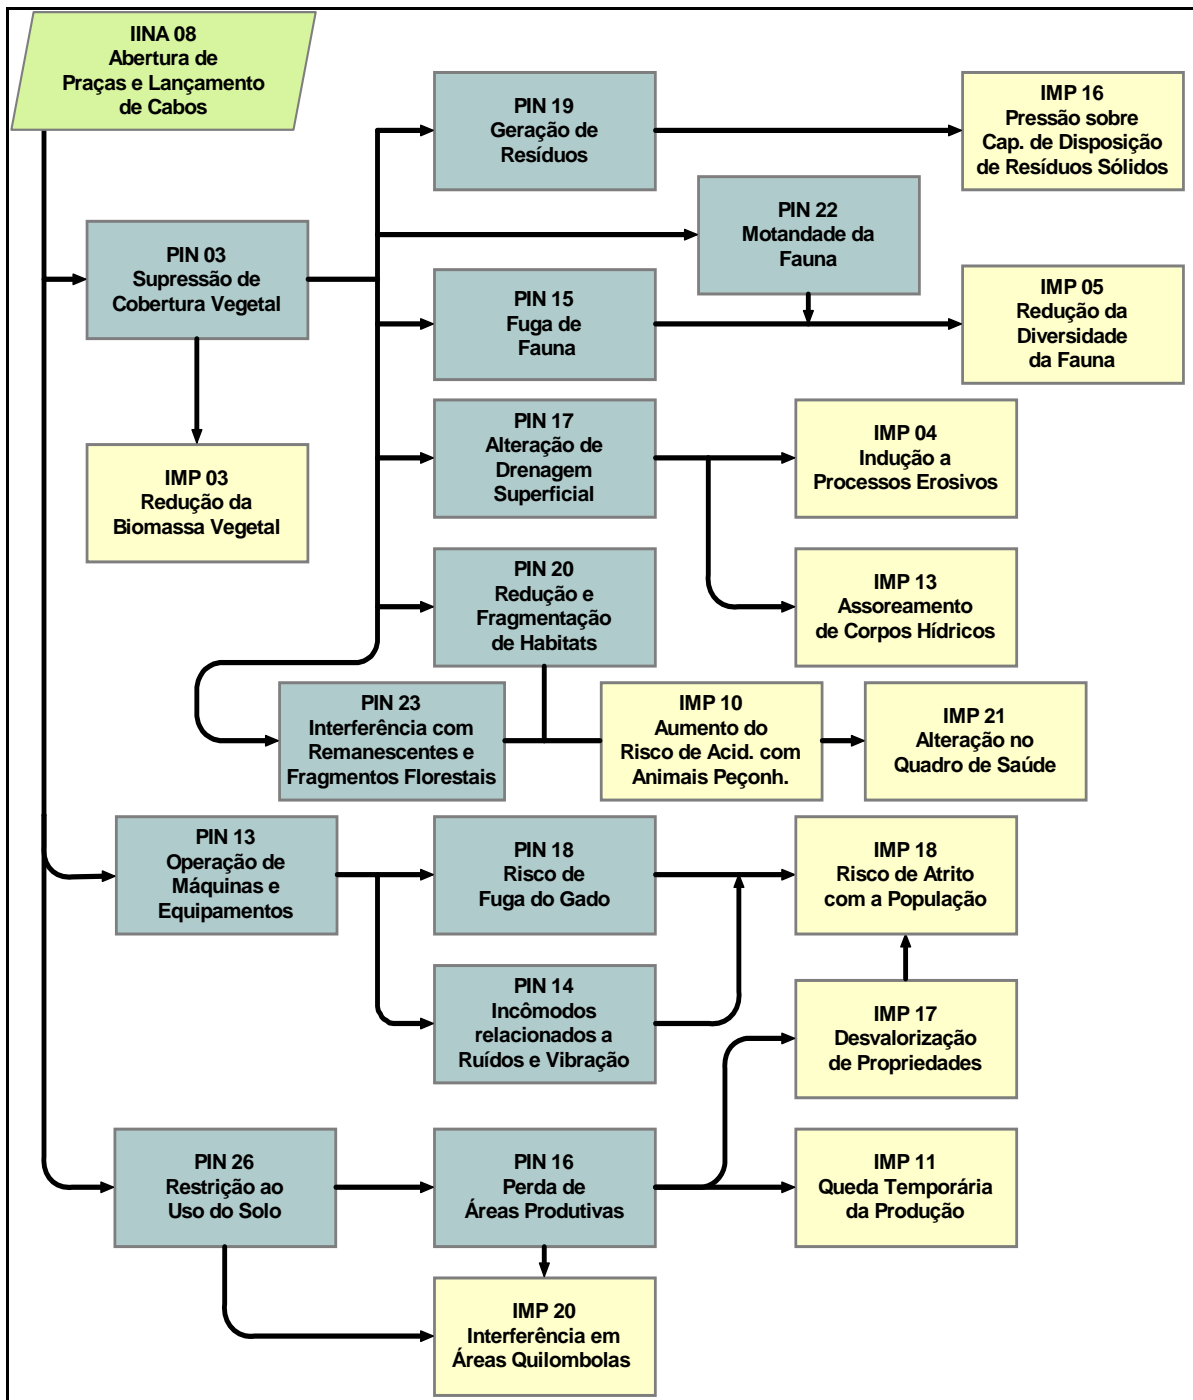 IINA 08
Abertura de
Praças e Lançamento
de Cabos
PIN 19
Geração de
Resíduos
IMP 16
Pressão sobre
Cap. de Disposição
de Resíduos Sólidos
PIN 22
Motandade da
Fauna
PIN 03
Supressão de
Cobertura Vegetal
PIN 15
Fuga de
Fauna
IMP 05
Redução da
Diversidade
da Fauna
PIN 17
Alteração de
Drenagem
Superficial
IMP 04
Indução a
Processos Erosivos
IMP 03
Redução da
Biomassa Vegetal
PIN 20
Redução e
Fragmentação
de Habitats
IMP 13
Assoreamento
de Corpos Hídricos
PIN 23
Interferência com
Remanescentes e
Fragmentos Florestais
IMP 10
Aumento do
Risco de Acid. com
Animais Peçonh.
IMP 21
Alteração no
Quadro de Saúde
PIN 13
Operação de
Máquinas e
Equipamentos
PIN 18
Risco de
Fuga do Gado
IMP 18
Risco de Atrito
com a População
PIN 14
Incômodos
relacionados a
Ruídos e Vibração
IMP 17
Desvalorização
de Propriedades
PIN 26
Restrição ao
Uso do Solo
PIN 16
Perda de
Áreas Produtivas
IMP 11
Queda Temporária
da Produção
IMP 20
Interferência em
Áreas Quilombolas